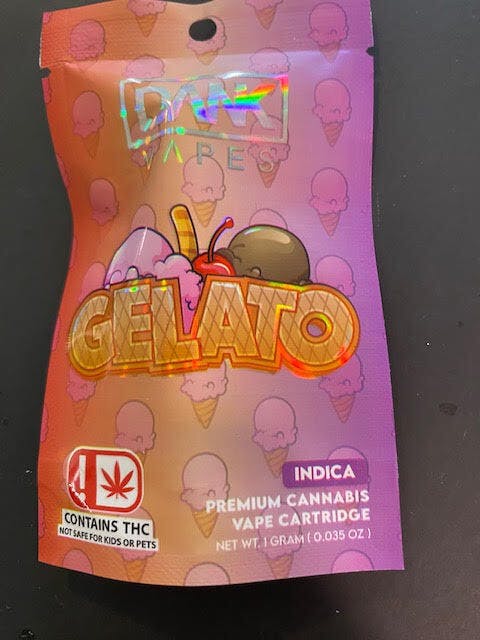 DANK
VAPES
GELATO
INDICA
PREMIUM CANNABIS
VAPE CARTRIDGE
NET WT. 1 GRAM ( 0.035 OZ )
CONTAINS THC
NOT SAFE FOR KIDS OR PETS